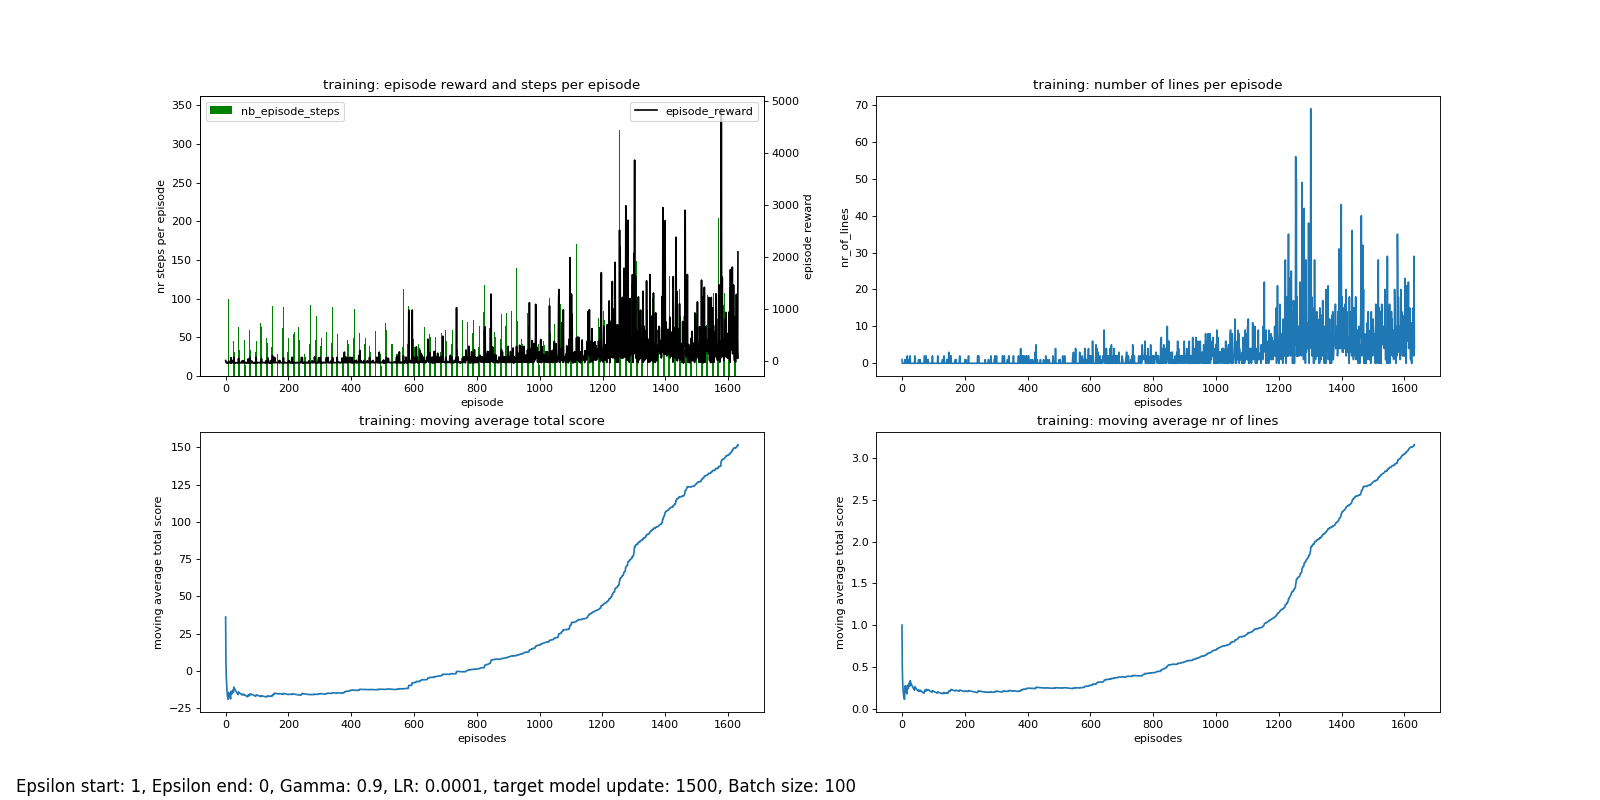 training: episode reward and steps per episode
nb_episode_steps
episode_reward
nr steps per episode
350
300
250
200
150
100
50
0
5000
4000
3000
2000
1000
0
episode reward
0 200 400 600 800 1000 1200 1400 1600
episode
training: number of lines per episode
nr_of_lines
70
60
50
40
30
20
10
0
0 200 400 600 800 1000 1200 1400 1600
episodes
training: moving average total score
moving average total score
150
125
100
75
50
25
0
−25
0 200 400 600 800 1000 1200 1400 1600
episodes
training: moving average nr of lines
moving average total score
3.0
2.5
2.0
1.5
1.0
0.5
0.0
0 200 400 600 800 1000 1200 1400 1600
episodes
Epsilon start: 1, Epsilon end: 0, Gamma: 0.9, LR: 0.0001, target model update: 1500, Batch size: 100